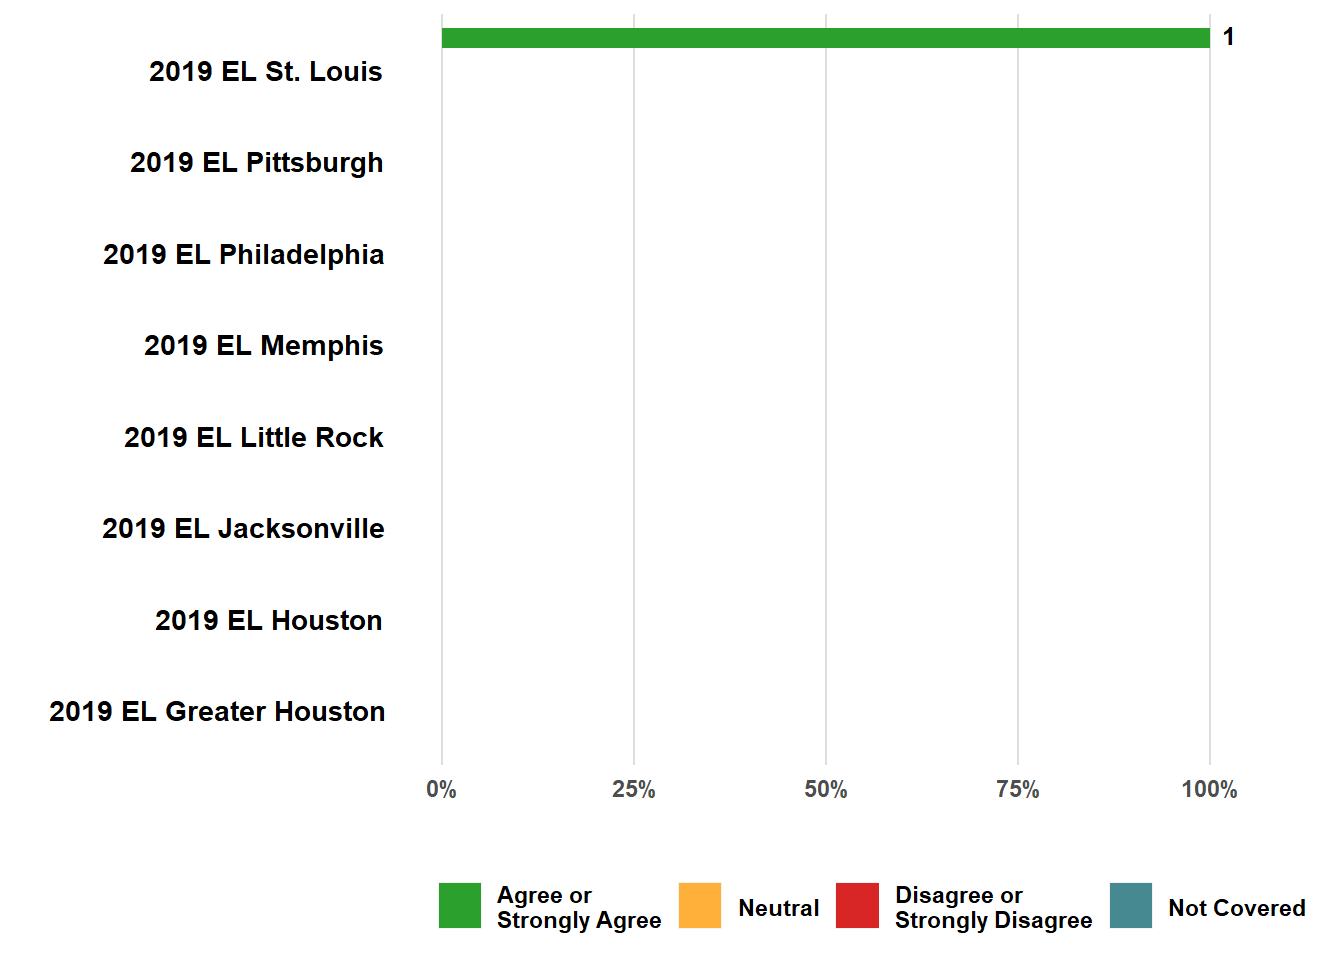 1
2019 EL St. Louis
2019 EL Pittsburgh
2019 EL Philadelphia
2019 EL Memphis
2019 EL Little Rock
2019 EL Jacksonville
2019 EL Houston
2019 EL Greater Houston
0% 25% 50% 75% 100%
Agree or
Strongly Agree
Neutral
Disagree or
Strongly Disagree
Not Covered